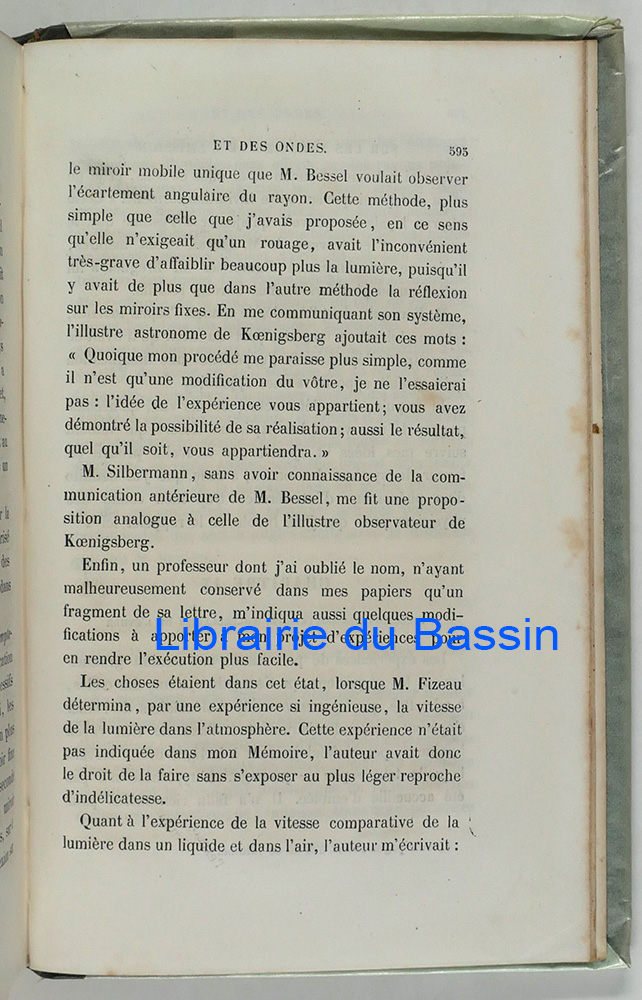 ET DES ONDES. 595
le miroir mobile unique que M. Bessel voulait observer
l'écartement angulaire du rayon. Cette méthode, plus
simple que celle que j'avais proposée, en ce sens
qu'elle n'exigeait qu'un rouage, avait l'inconvénient
très-grave d'affaiblir beaucoup plus la lumière, puisqu'il
y avait de plus que dans l'autre méthode la réflexion
sur les miroirs fixes. En me communiquant son système,
l'illustre astronome de Kœnigsberg ajoutait ces mots :
« Quoique mon procédé me paraisse plus simple, comme
il n'est qu'une modification du vôtre, je ne l'essaierai
pas : l'idée de l'expérience vous appartient; vous avez
démontré la possibilité de sa réalisation; aussi le résultat,
quel qu'il soit, vous appartiendra. »
M. Silbermann, sans avoir connaissance de la com-
munication antérieure de M. Bessel, me fit une propo-
sition analogue à celle de l'illustre observateur de
Kœnigsberg.
Enfin, un professeur dont j'ai oublié le nom, n'ayant
malheureusement conservé dans mes papiers qu'un
fragment de sa lettre, m'indiqua aussi quelques modi-
fications à apporter à mon projet d'expériences pour
Librairie du Bassin
en rendre l'exécution plus facile.
Les choses étaient dans cet état, lorsque M. Fizeau
détermina, par une expérience si ingénieuse, la vitesse
de la lumière dans l'atmosphère. Cette expérience n'était
pas indiquée dans mon Mémoire, l'auteur avait donc
le droit de la faire sans s'exposer au plus léger reproche
d'indélicatesse.
Quant à l'expérience de la vitesse comparative de la
lumière dans un liquide et dans l'air, l'auteur m'écrivait :